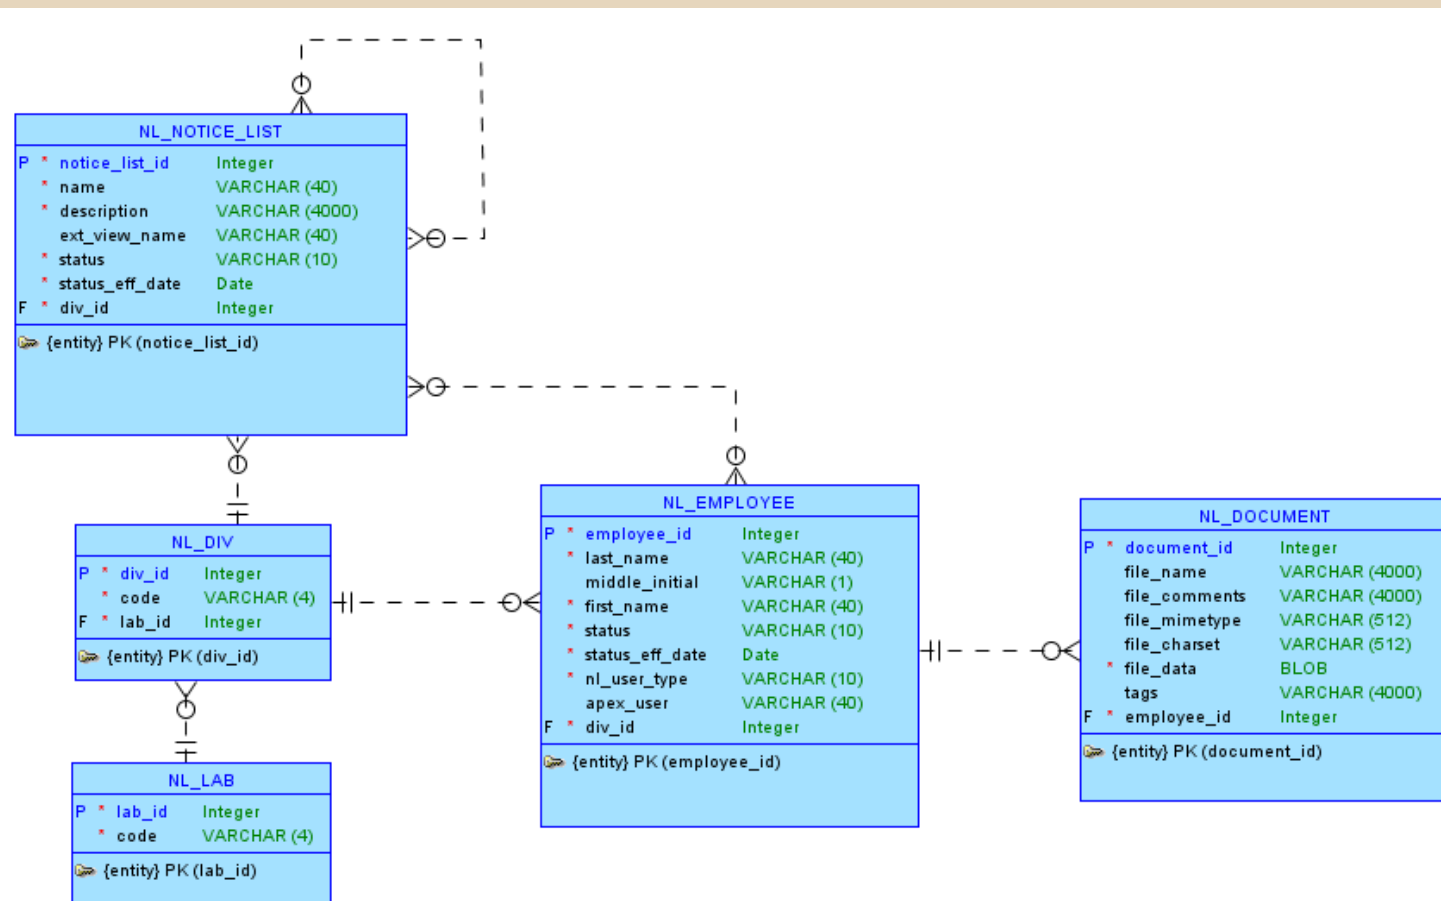 NL_NOTICE_LIST
P * notice_list_id Integer
* name VARCHAR (40)
* description VARCHAR (4000)
ext_view_name VARCHAR (40)
* status VARCHAR (10)
* status_eff_date Date
F * div_id Integer
{entity} PK (notice_list_id)
NL_DIV
P * div_id Integer
* code VARCHAR (4)
F * lab_id Integer
{entity} PK (div_id)
NL_LAB
P * lab_id Integer
* code VARCHAR (4)
{entity} PK (lab_id)
NL_EMPLOYEE
P * employee_id Integer
* last_name VARCHAR (40)
middle_initial VARCHAR (1)
* first_name VARCHAR (40)
* status VARCHAR (10)
* status_eff_date Date
* nl_user_type VARCHAR (10)
apex_user VARCHAR (40)
F * div_id Integer
{entity} PK (employee_id)
NL_DOCUMENT
P * document_id Integer
file_name VARCHAR (4000)
file_comments VARCHAR (4000)
file_mimetype VARCHAR (512)
file_charset VARCHAR (512)
* file_data BLOB
tags VARCHAR (4000)
F * employee_id Integer
{entity} PK (document_id)